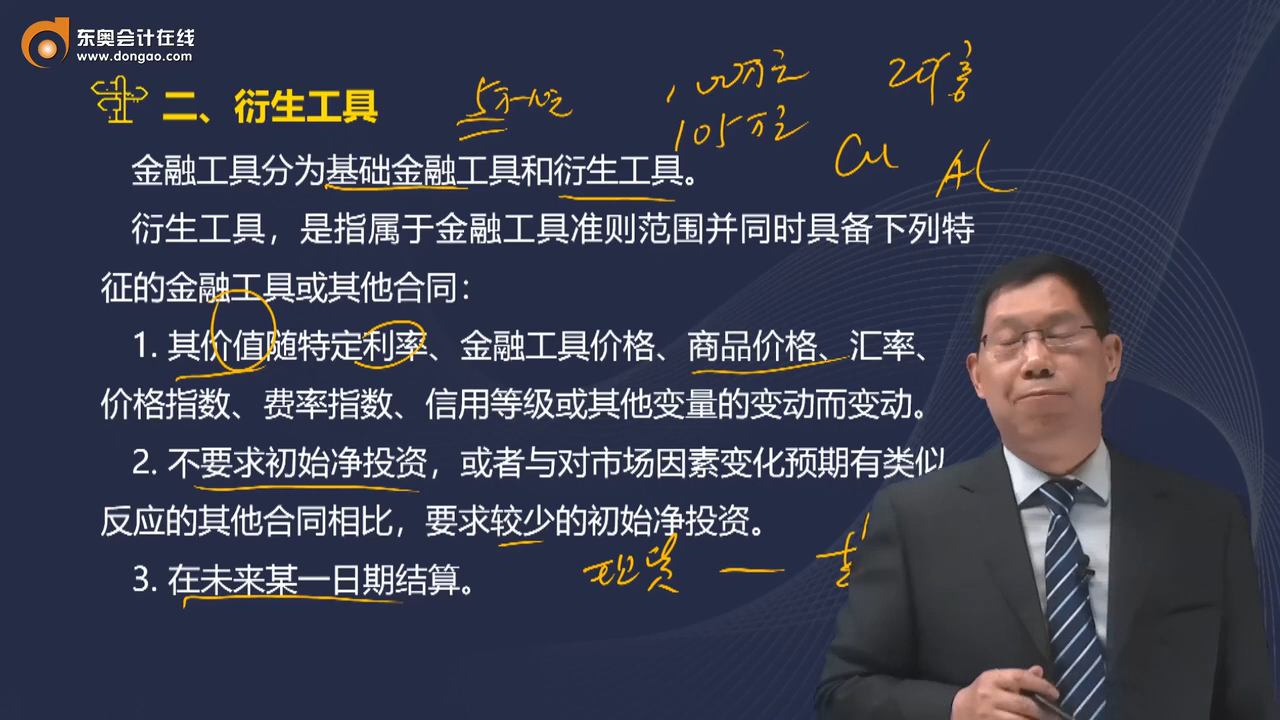 东奥会计在线
www.dongao.com
二、衍生工具
100万元
105万元
Cu
AL
金融工具分为基础金融工具和衍生工具。
衍生工具，是指属于金融工具准则范围并同时具备下列特
征的金融工具或其他合同：
1. 其价值随特定利率、金融工具价格、商品价格、汇率、
价格指数、费率指数、信用等级或其他变量的变动而变动。
2. 不要求初始净投资，或者与对市场因素变化预期有类似
反应的其他合同相比，要求较少的初始净投资。
3. 在未来某一日期结算。
现货 —